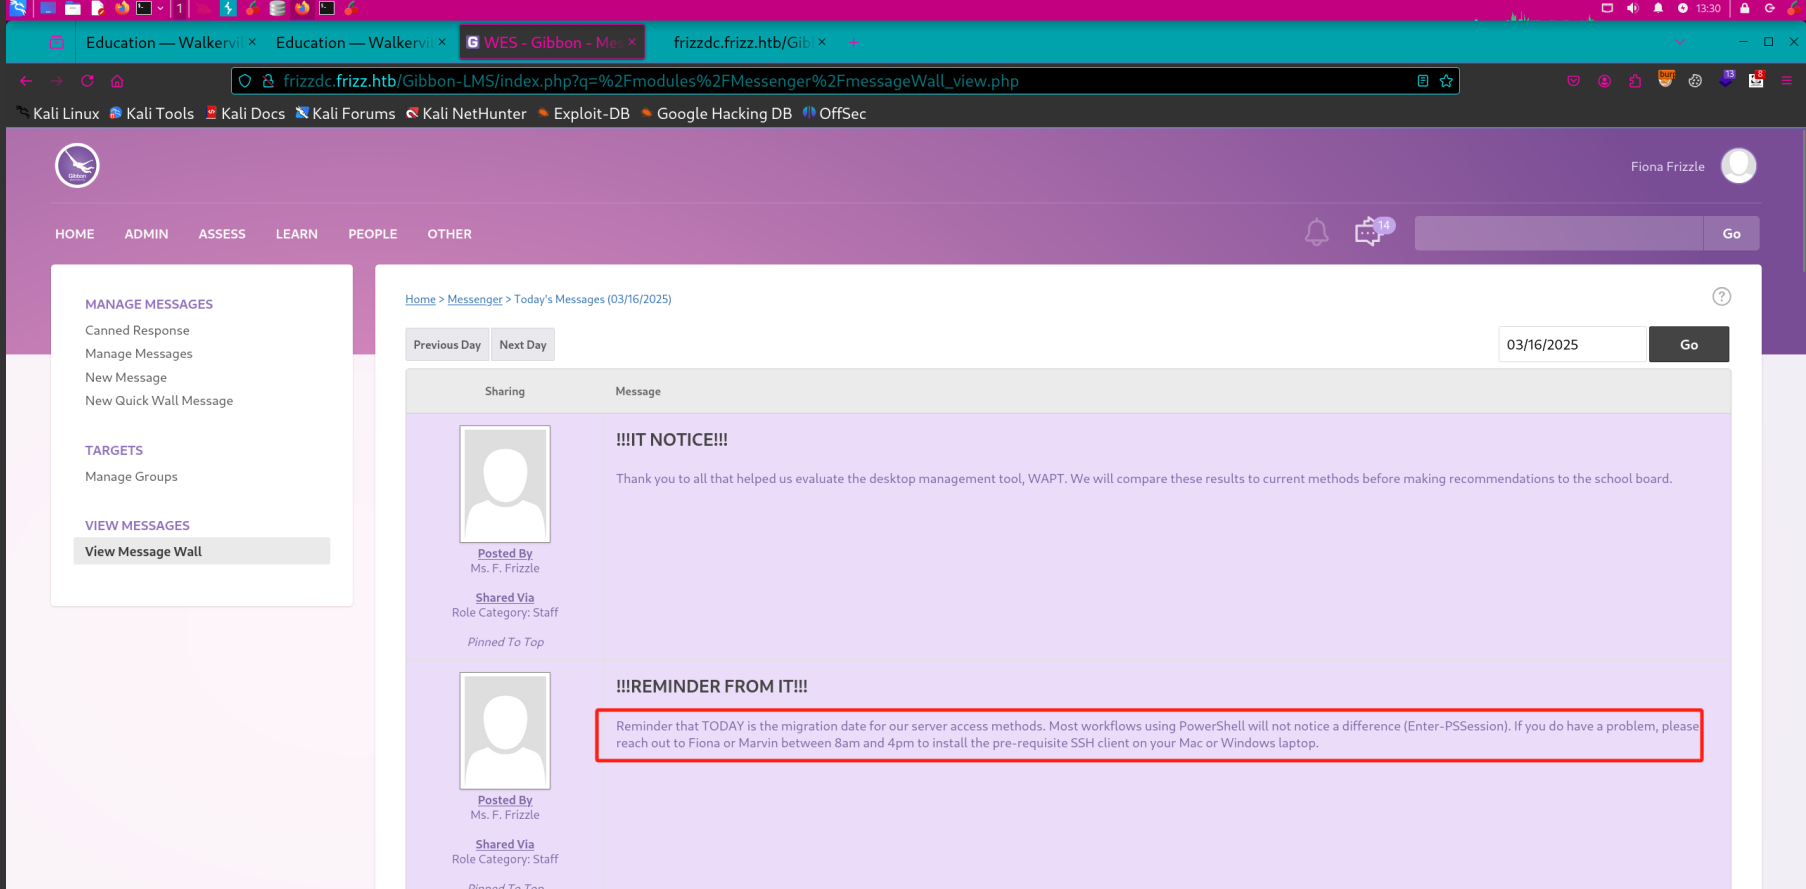 1
13:30
Education — Walkervil ×
Education — Walkervil ×
G WES - Gibbon - Mes ×
frizzdc.frizz.htb/Gibl ×
+
frizzdc.frizz.htb/Gibbon-LMS/index.php?q=%2Fmodules%2FMessenger%2FmessageWall_view.php
burp
13
8
Kali Linux
Kali Tools
Kali Docs
Kali Forums
Kali NetHunter
Exploit-DB
Google Hacking DB
OffSec
Gibbon
Fiona Frizzle
HOME
ADMIN
ASSESS
LEARN
PEOPLE
OTHER
14
Go
MANAGE MESSAGES
Canned Response
Manage Messages
New Message
New Quick Wall Message
TARGETS
Manage Groups
VIEW MESSAGES
View Message Wall
Home > Messenger > Today's Messages (03/16/2025)
?
Previous Day
Next Day
03/16/2025
Go
Sharing
Message
Posted By
Ms. F. Frizzle
Shared Via
Role Category: Staff
Pinned To Top
!!!IT NOTICE!!!
Thank you to all that helped us evaluate the desktop management tool, WAPT. We will compare these results to current methods before making recommendations to the school board.
Posted By
Ms. F. Frizzle
Shared Via
Role Category: Staff
Pinned To Top
!!!REMINDER FROM IT!!!
Reminder that TODAY is the migration date for our server access methods. Most workflows using PowerShell will not notice a difference (Enter-PSSession). If you do have a problem, please
reach out to Fiona or Marvin between 8am and 4pm to install the pre-requisite SSH client on your Mac or Windows laptop.